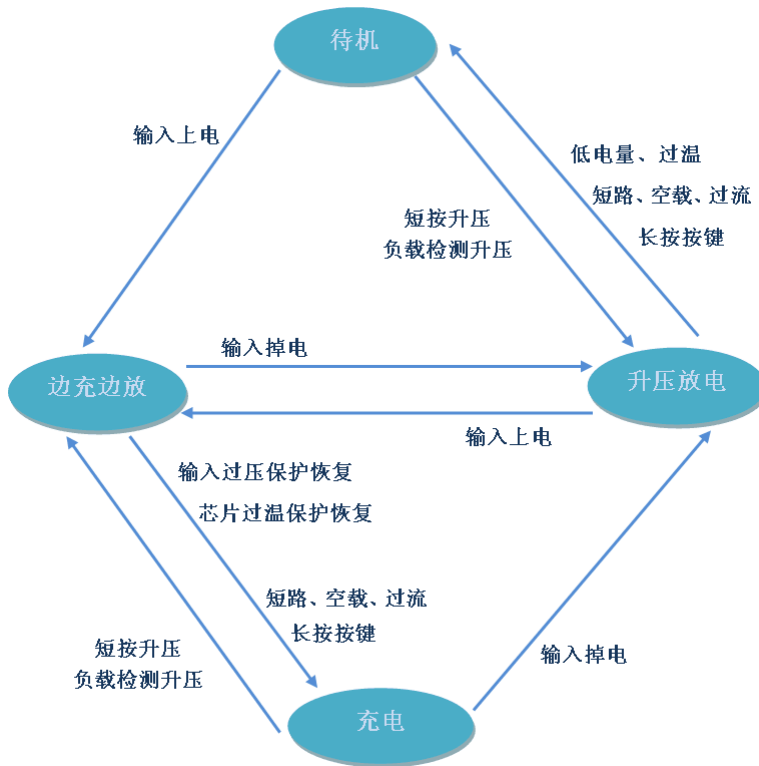 待机
输入上电
低电量、过温
短路、空载、过流
长按按键
短按升压
负载检测升压
输入掉电
边充边放
升压放电
输入上电
输入过压保护恢复
芯片过温保护恢复
短路、空载、过流
长按按键
短按升压
负载检测升压
输入掉电
充电